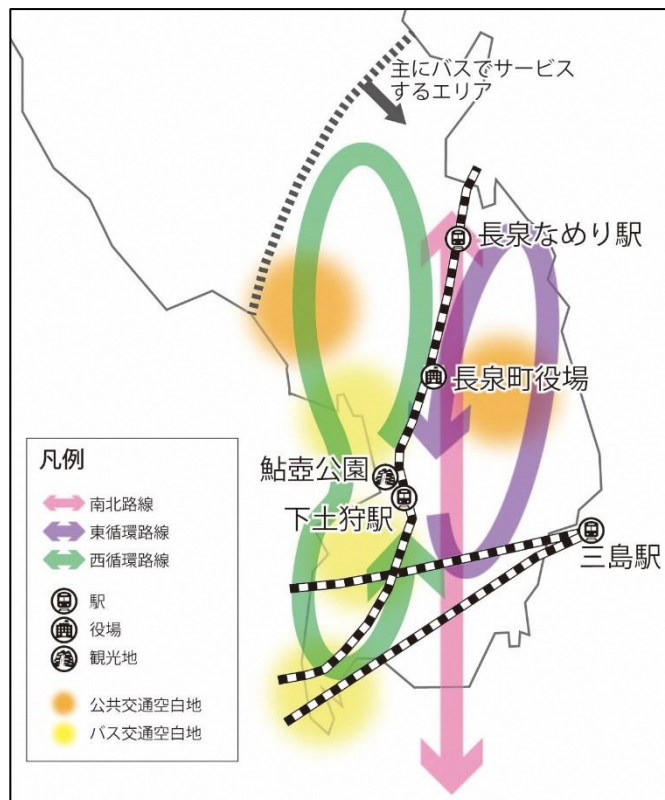 主にバスでサービス
するエリア
長泉なめり駅
長泉町役場
鮎壺公園
下土狩駅
三島駅
凡例
南北路線
東循環路線
西循環路線
駅
役場
観光地
公共交通空白地
バス交通空白地